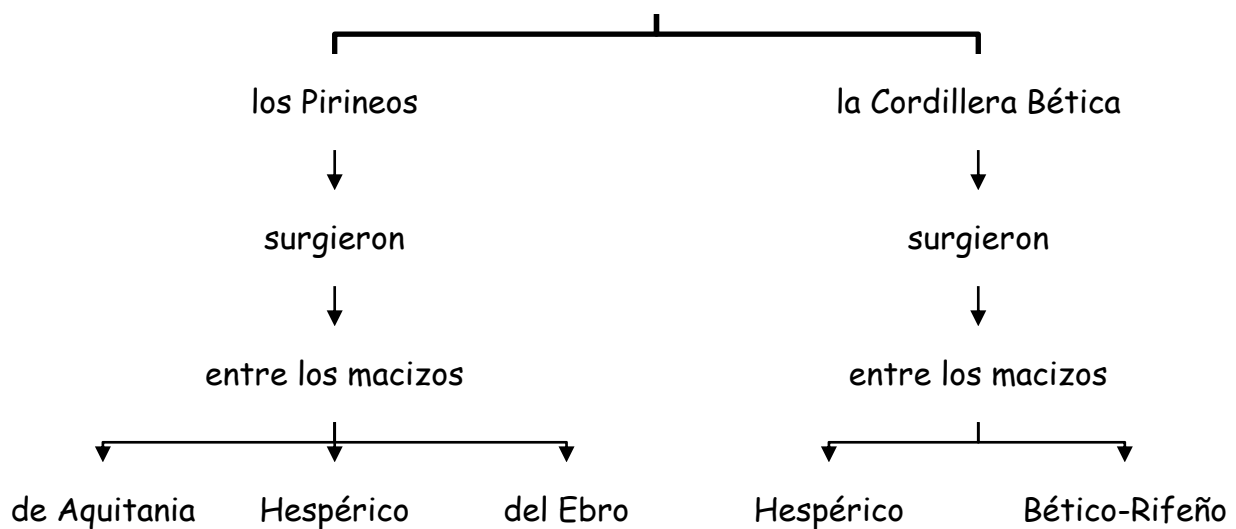 los Pirineos la Cordillera Bética
surgieron surgieron
entre los macizos entre los macizos
de Aquitania Hespérico del Ebro Hespérico Bético-Rifeño